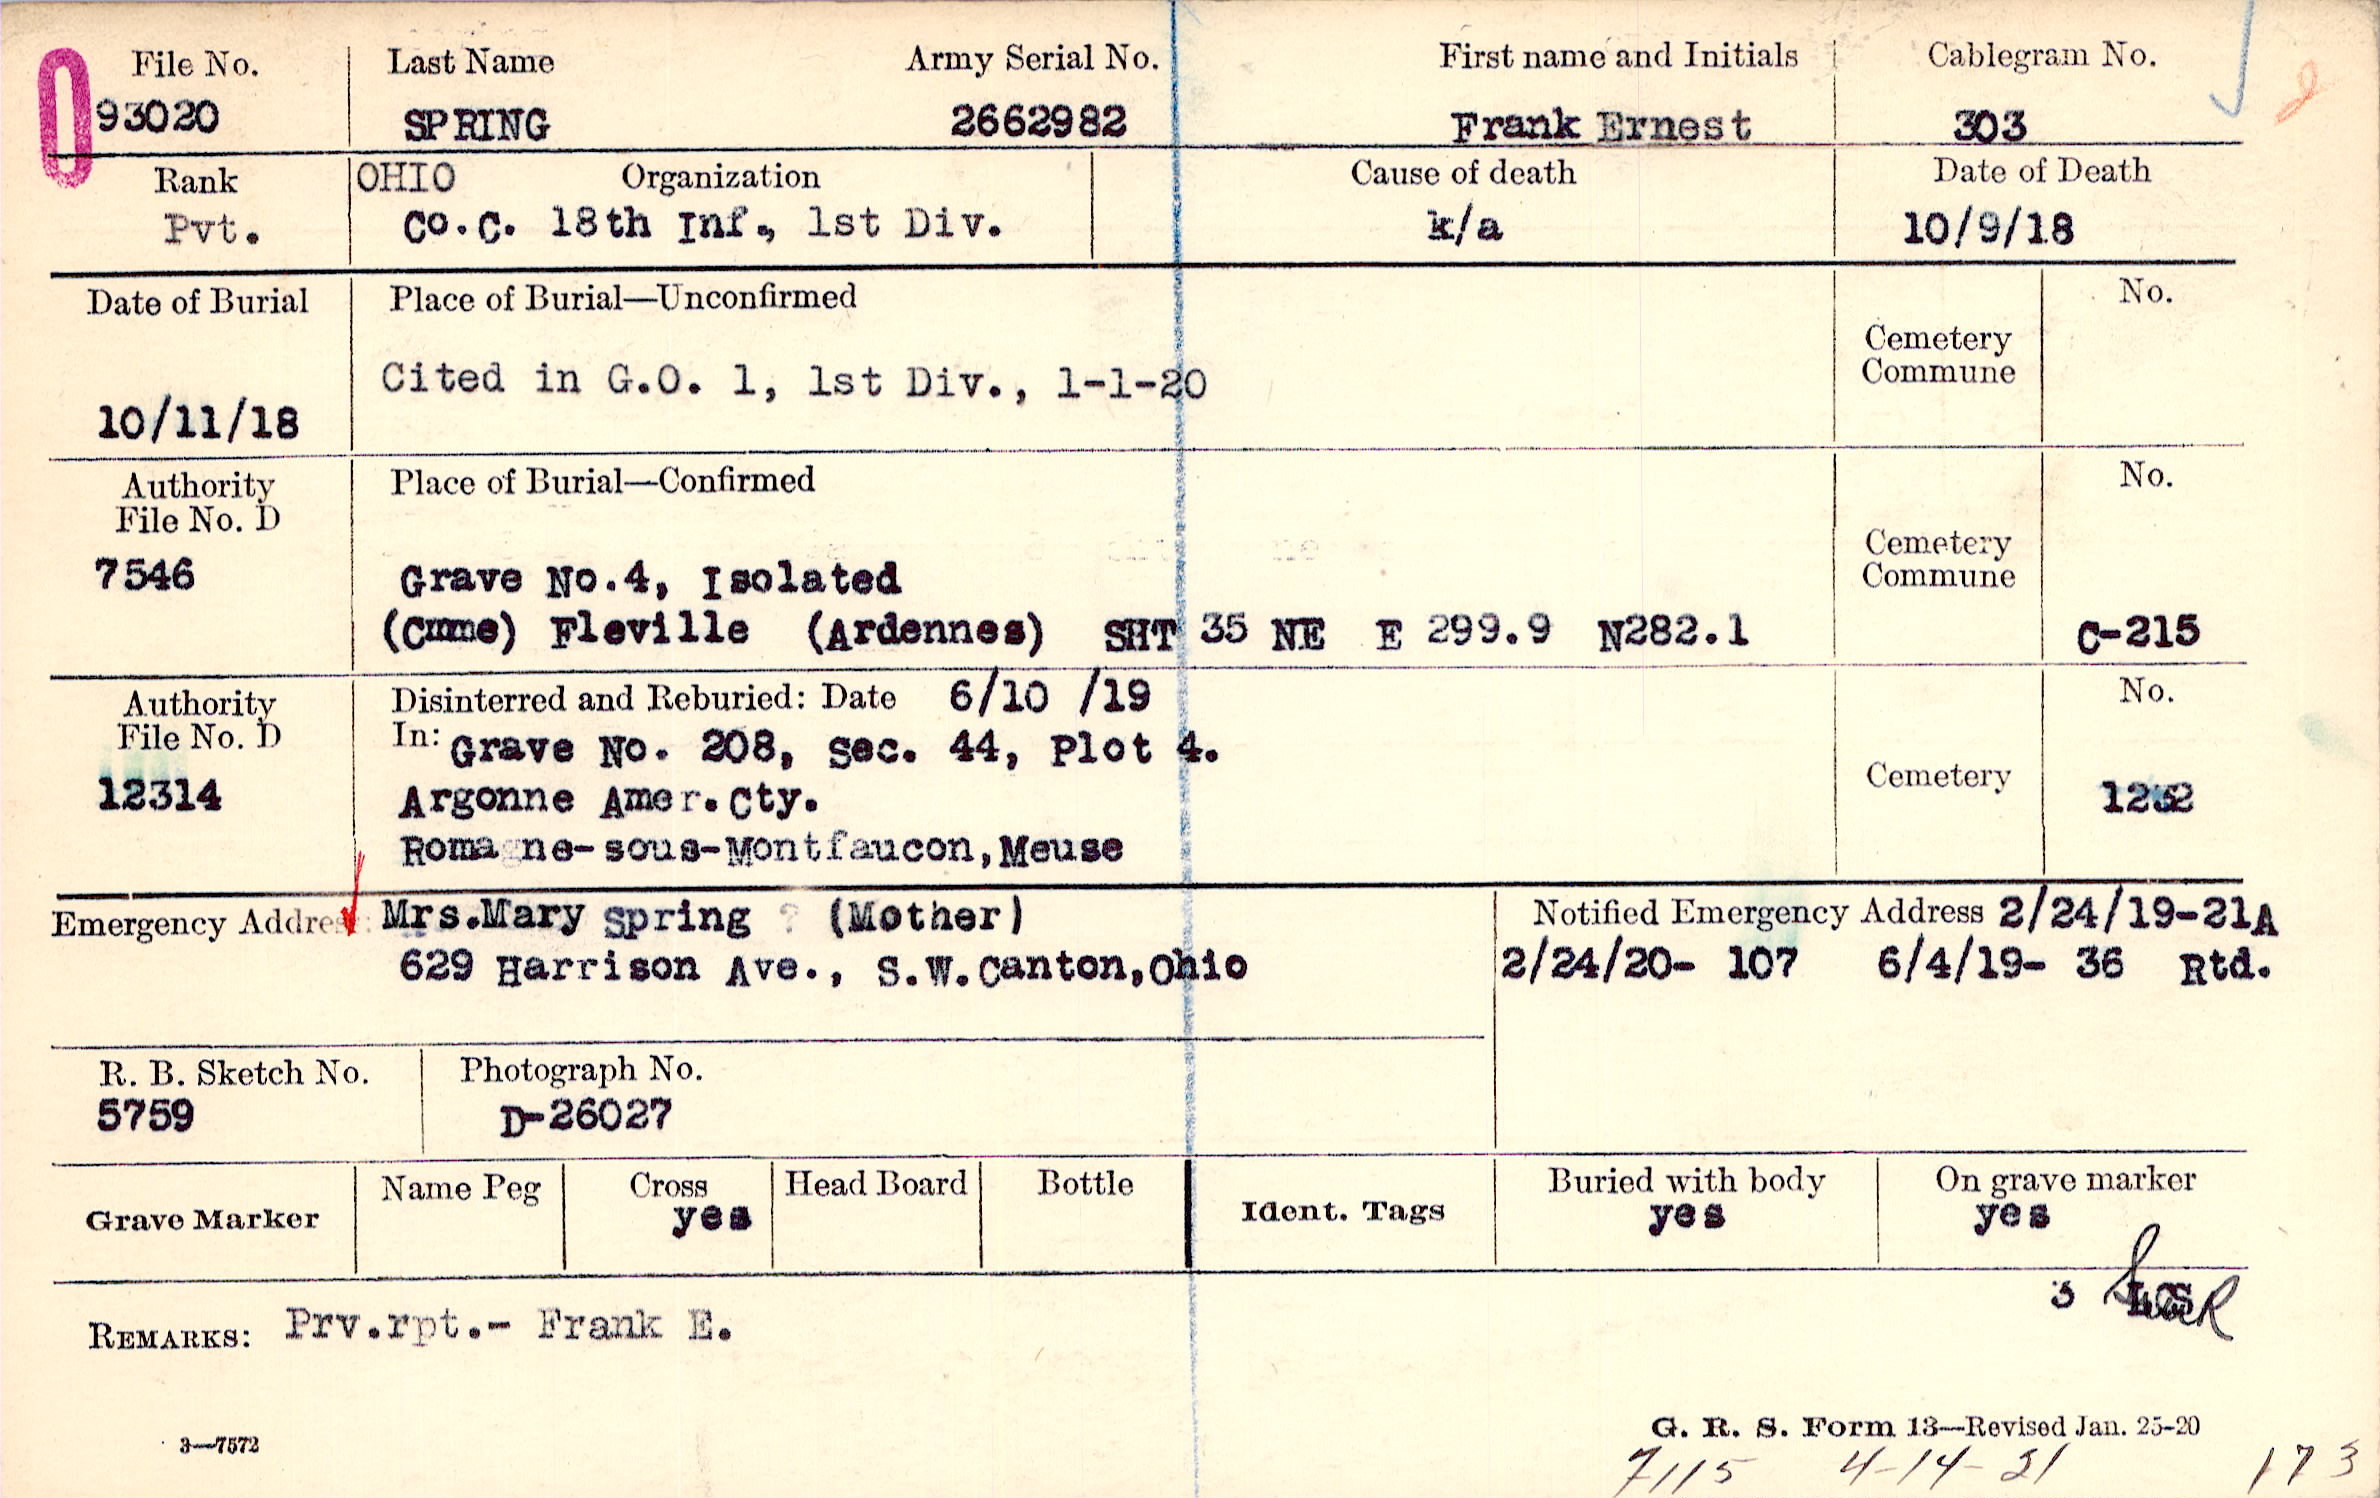 File No. Last Name Army Serial No. First name and Initials Cablegram No.
93020 SPRING 2662982 Frank Ernest 303
Rank OHIO Organization Cause of death Date of Death
Pvt. Co.C. 18th Inf., 1st Div. k/a 10/9/18
Date of Burial Place of Burial—Unconfirmed No.
Cemetery
Commune
Cited in G.O. 1, 1st Div., 1-1-20
10/11/18
Authority Place of Burial—Confirmed No.
File No. D
Cemetery
Commune
7546 Grave No.4, Isolated
(Cmme) Fleville (Ardennes) SHT 35 NE E 299.9 N282.1 C-215
Authority Disinterred and Reburied: Date 6/10 /19 No.
File No. D In: Grave No. 208, Sec. 44, Plot 4.
Cemetery
12314 Argonne Amer.Cty. 1232
Romagne-sous-Montfaucon,Meuse
Emergency Address: Mrs.Mary Spring ? (Mother) Notified Emergency Address 2/24/19-21A
629 Harrison Ave., S.W.Canton,Ohio 2/24/20- 107 6/4/19- 36 Rtd.
R. B. Sketch No. Photograph No.
5759 D-26027
Name Peg Cross Head Board Bottle Buried with body On grave marker
Grave Marker yes Ident. Tags yes yes
3
REMARKS: Prv.rpt.- Frank E.
G. R. S. Form 13—Revised Jan. 25-20
3—7572
7115 4-14-21 173